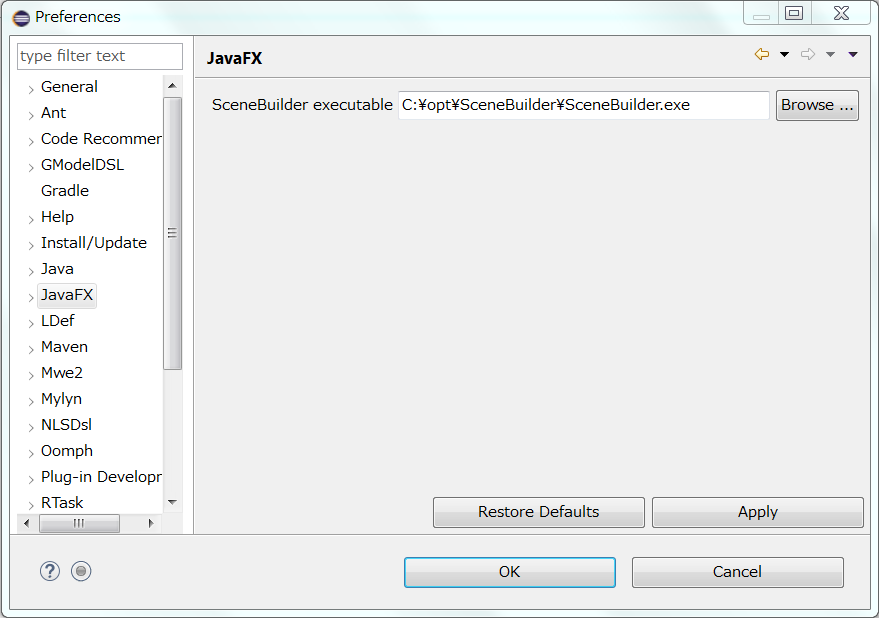 Preferences
type filter text
General
Ant
Code Recommer
GModelDSL
Gradle
Help
Install/Update
Java
JavaFX
LDef
Maven
Mwe2
Mylyn
NLSDsl
Oomph
Plug-in Developr
RTask
JavaFX
SceneBuilder executable C:¥opt¥SceneBuilder¥SceneBuilder.exe Browse ...
Restore Defaults Apply
? OK Cancel